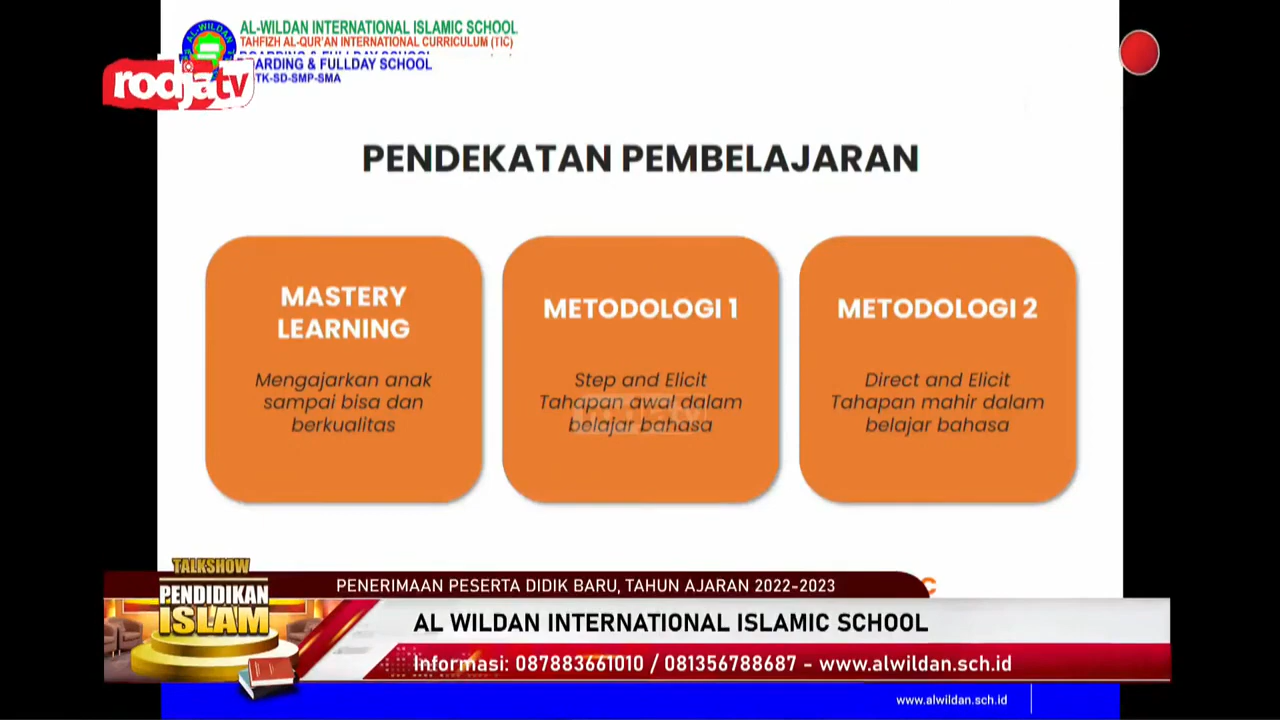 AL-WILDAN INTERNATIONAL ISLAMIC SCHOOL
TAHFIZH AL-QUR'AN INTERNATIONAL CURRICULUM (TIC)
BOARDING & FULLDAY SCHOOL
TK-SD-SMP-SMA
rodja tv
PENDEKATAN PEMBELAJARAN
MASTERY
LEARNING
Mengajarkan anak
sampai bisa dan
berkualitas
METODOLOGI 1
Step and Elicit
Tahapan awal dalam
belajar bahasa
METODOLOGI 2
Direct and Elicit
Tahapan mahir dalam
belajar bahasa
TALKSHOW
PENDIDIKAN
ISLAM
PENERIMAAN PESERTA DIDIK BARU, TAHUN AJARAN 2022-2023
AL WILDAN INTERNATIONAL ISLAMIC SCHOOL
Informasi: 087883661010 / 081356788687 - www.alwildan.sch.id
www.alwildan.sch.id